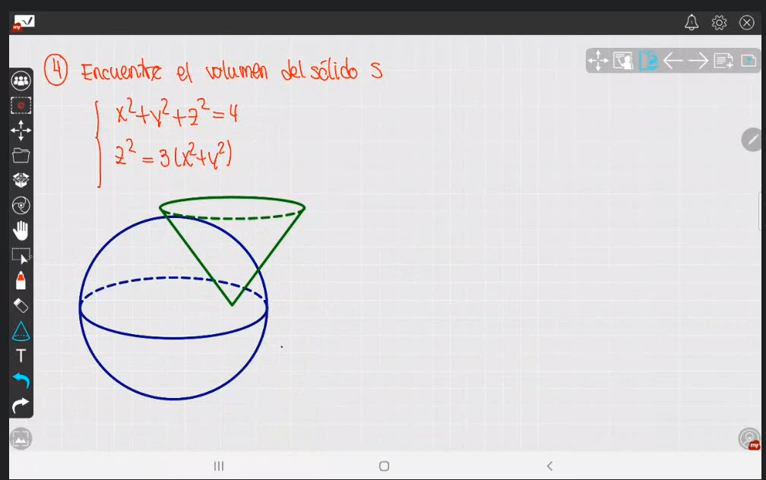 ④ Encuentre el volumen del sólido S
x²+y²+z²=4
z²=3(x²+y²)
T